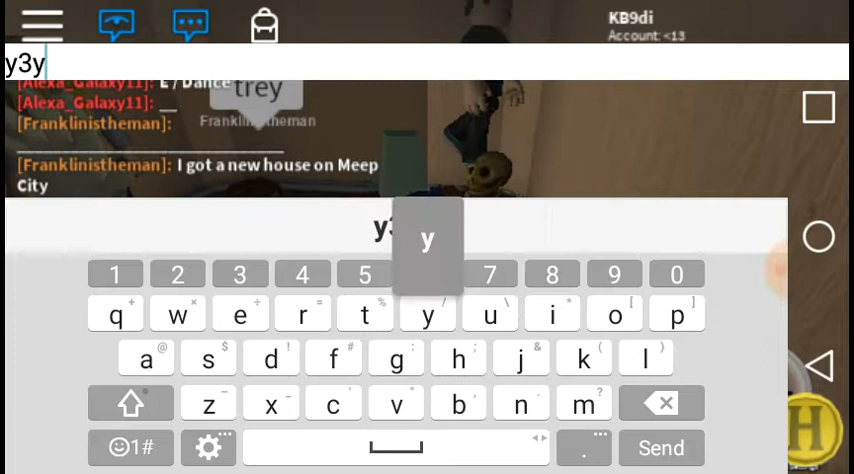 KB9di
Account: <13
y3y
[Alexa_Galaxy11]: E / Dance
trey
[Alexa_Galaxy11]: __
[Franklinistheman]:
Franklinistheman
[Franklinistheman]: I got a new house on Meep
City
y
1 2 3 4 5 7 8 9 0
q + w × e ÷ r = t % y / u \ i * o [ p ]
a @ s $ d ! f # g : h ; j & k ( l )
z x c v b n m ?
1# . Send
H